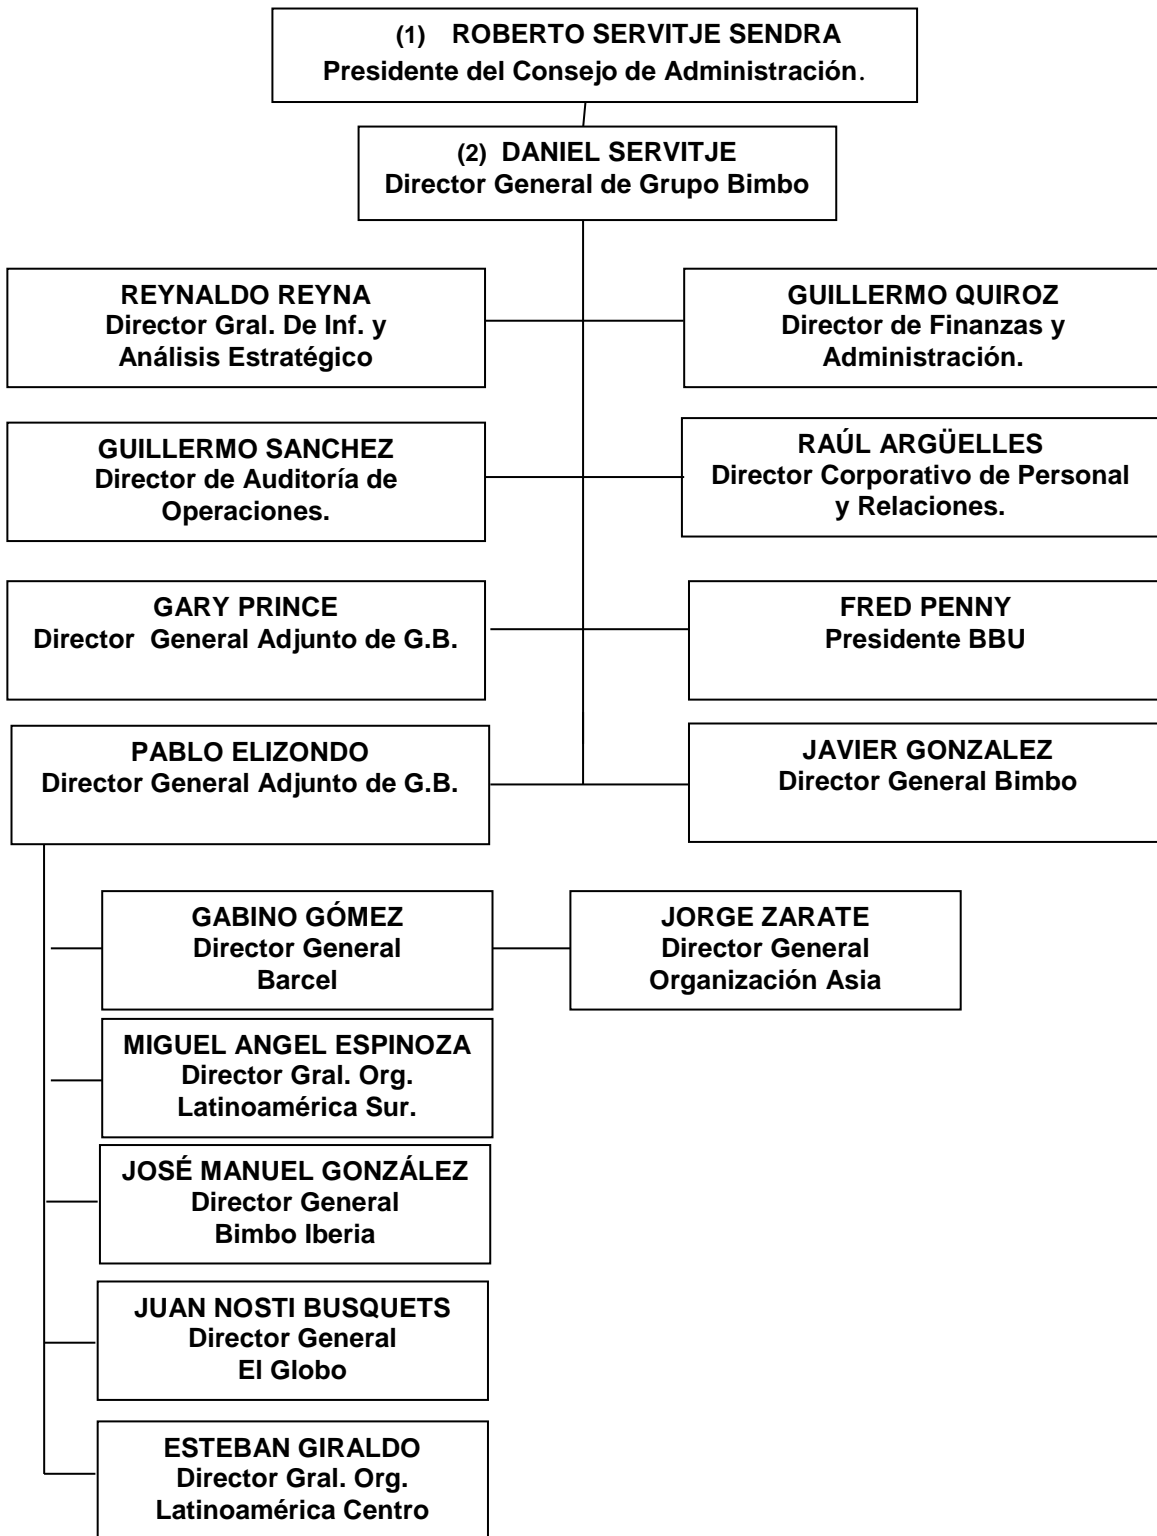 (1) ROBERTO SERVITJE SENDRA
Presidente del Consejo de Administración.
(2) DANIEL SERVITJE
Director General de Grupo Bimbo
REYNALDO REYNA
Director Gral. De Inf. y
Análisis Estratégico
GUILLERMO QUIROZ
Director de Finanzas y
Administración.
GUILLERMO SANCHEZ
Director de Auditoría de
Operaciones.
RAÚL ARGÜELLES
Director Corporativo de Personal
y Relaciones.
GARY PRINCE
Director General Adjunto de G.B.
FRED PENNY
Presidente BBU
PABLO ELIZONDO
Director General Adjunto de G.B.
JAVIER GONZALEZ
Director General Bimbo
GABINO GÓMEZ
Director General
Barcel
JORGE ZARATE
Director General
Organización Asia
MIGUEL ANGEL ESPINOZA
Director Gral. Org.
Latinoamérica Sur.
JOSÉ MANUEL GONZÁLEZ
Director General
Bimbo Iberia
JUAN NOSTI BUSQUETS
Director General
El Globo
ESTEBAN GIRALDO
Director Gral. Org.
Latinoamérica Centro